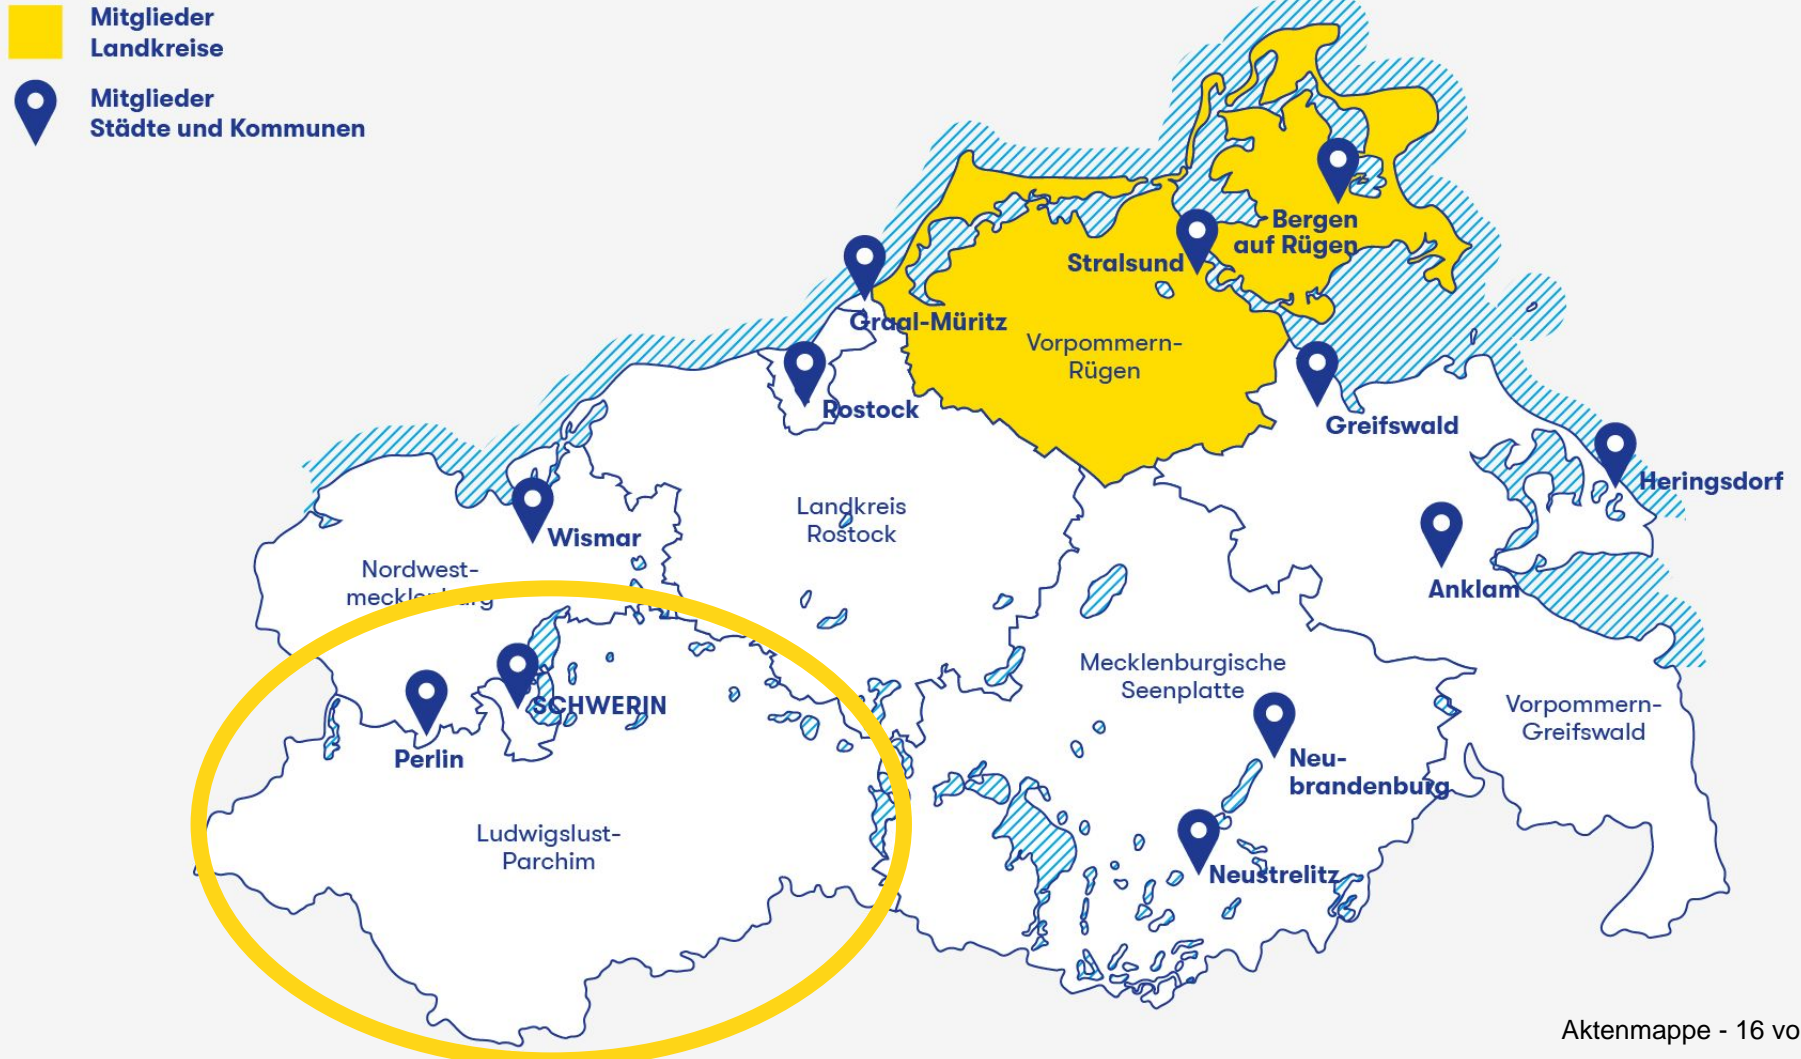 Mitglieder
Landkreise
Mitglieder
Städte und Kommunen
Bergen
auf Rügen
Stralsund
Graal-Müritz
Vorpommern-
Rügen
Rostock
Greifswald
Heringsdorf
Landkreis
Rostock
Wismar
Nordwest-
mecklenburg
Anklam
Mecklenburgische
Seenplatte
SCHWERIN
Vorpommern-
Greifswald
Perlin
Neu-
brandenburg
Ludwigslust-
Parchim
Neustrelitz
Aktenmappe - 16 vo